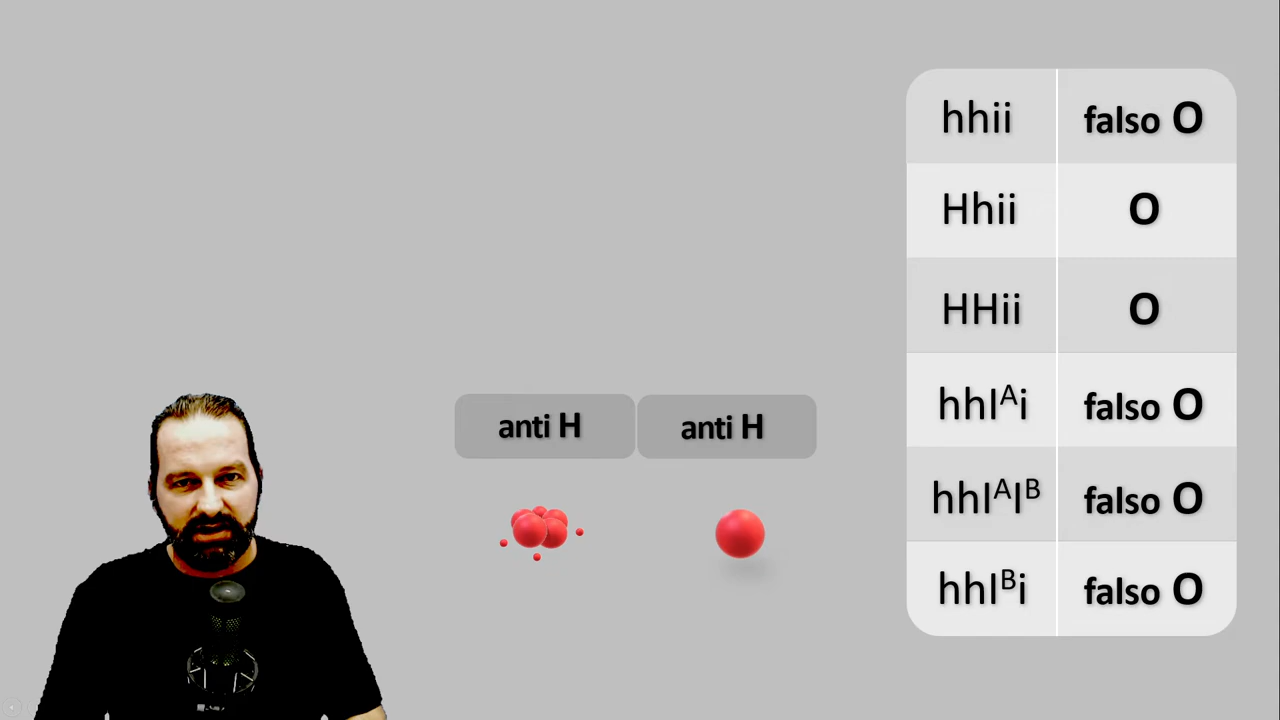 anti H
anti H
hhii falso O
Hhii O
HHii O
hhIᴬi falso O
hhIᴬIᴮ falso O
hhIᴮi falso O